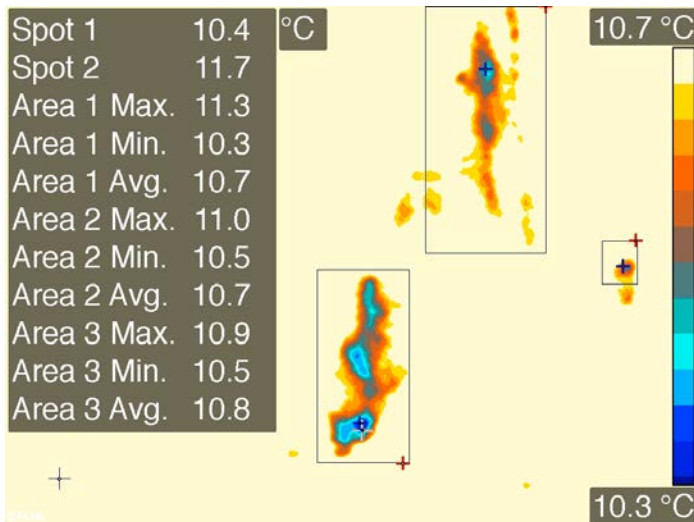 Spot 1 10.4 °C
Spot 2 11.7
Area 1 Max. 11.3
Area 1 Min. 10.3
Area 1 Avg. 10.7
Area 2 Max. 11.0
Area 2 Min. 10.5
Area 2 Avg. 10.7
Area 3 Max. 10.9
Area 3 Min. 10.5
Area 3 Avg. 10.8
10.7 °C
10.3 °C